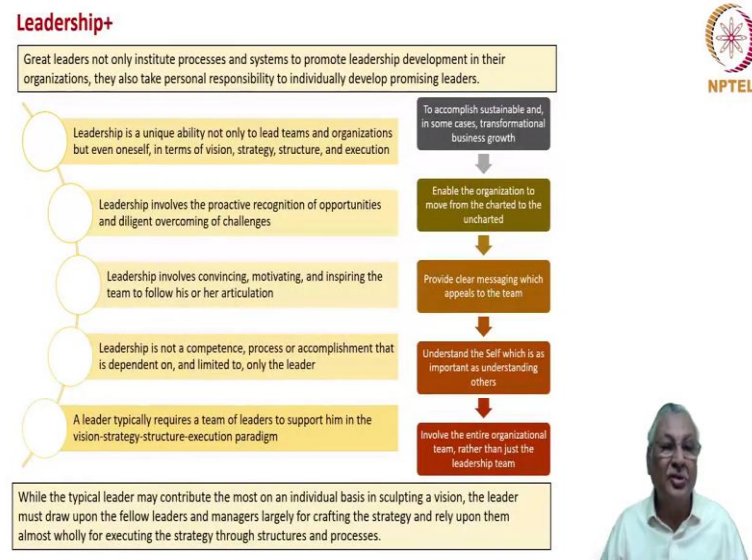 Leadership+
Great leaders not only institute processes and systems to promote leadership development in their
organizations, they also take personal responsibility to individually develop promising leaders.
NPTEL
Leadership is a unique ability not only to lead teams and organizations
but even oneself, in terms of vision, strategy, structure, and execution
To accomplish sustainable and,
in some cases, transformational
business growth
Leadership involves the proactive recognition of opportunities
and diligent overcoming of challenges
Enable the organization to
move from the charted to the
uncharted
Leadership involves convincing, motivating, and inspiring the
team to follow his or her articulation
Provide clear messaging which
appeals to the team
Leadership is not a competence, process or accomplishment that
is dependent on, and limited to, only the leader
Understand the Self which is as
important as understanding
others
A leader typically requires a team of leaders to support him in the
vision-strategy-structure-execution paradigm
Involve the entire organizational
team, rather than just the
leadership team
While the typical leader may contribute the most on an individual basis in sculpting a vision, the leader
must draw upon the fellow leaders and managers largely for crafting the strategy and rely upon them
almost wholly for executing the strategy through structures and processes.